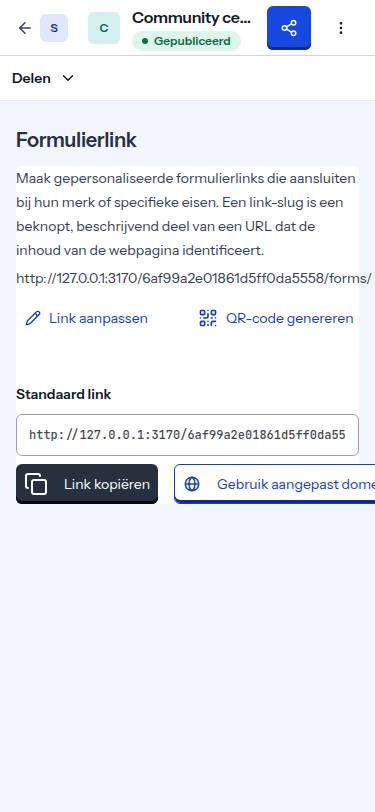 S
C
Community ce...
Gepubliceerd
Delen
Formulierlink
Maak gepersonaliseerde formulierlinks die aansluiten
bij hun merk of specifieke eisen. Een link-slug is een
beknopt, beschrijvend deel van een URL dat de
inhoud van de webpagina identificeert.
http://127.0.0.1:3170/6af99a2e01861d5ff0da5558/forms/
Link aanpassen
QR-code genereren
Standaard link
http://127.0.0.1:3170/6af99a2e01861d5ff0da55
Link kopiëren
Gebruik aangepast dome